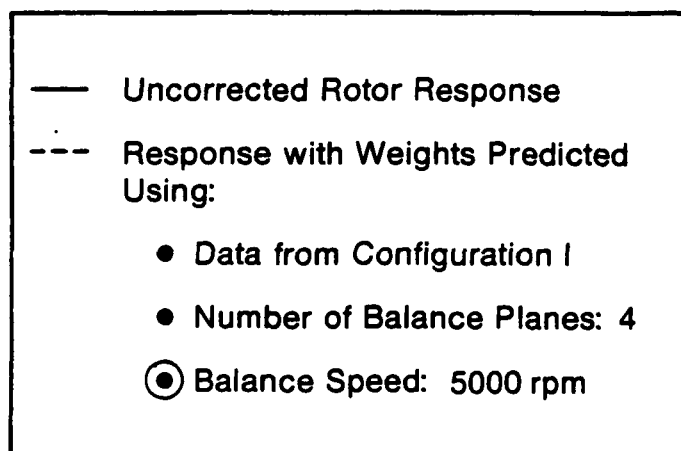 Uncorrected Rotor Response
Response with Weights Predicted
Using:
● Data from Configuration I
● Number of Balance Planes: 4
● Balance Speed: 5000 rpm